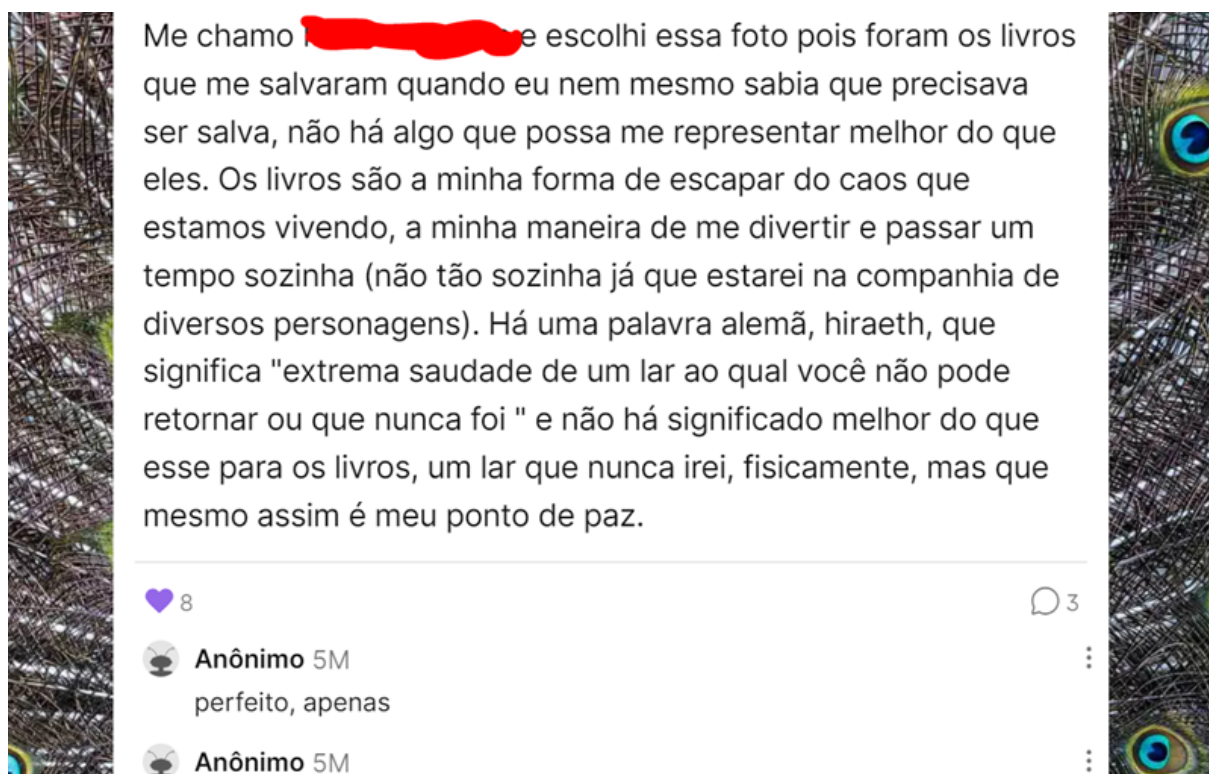 Me chamo e escolhi essa foto pois foram os livros
que me salvaram quando eu nem mesmo sabia que precisava
ser salva, não há algo que possa me representar melhor do que
eles. Os livros são a minha forma de escapar do caos que
estamos vivendo, a minha maneira de me divertir e passar um
tempo sozinha (não tão sozinha já que estarei na companhia de
diversos personagens). Há uma palavra alemã, hiraeth, que
significa "extrema saudade de um lar ao qual você não pode
retornar ou que nunca foi " e não há significado melhor do que
esse para os livros, um lar que nunca irei, fisicamente, mas que
mesmo assim é meu ponto de paz.
8
3
Anônimo 5M
perfeito, apenas
Anônimo 5M